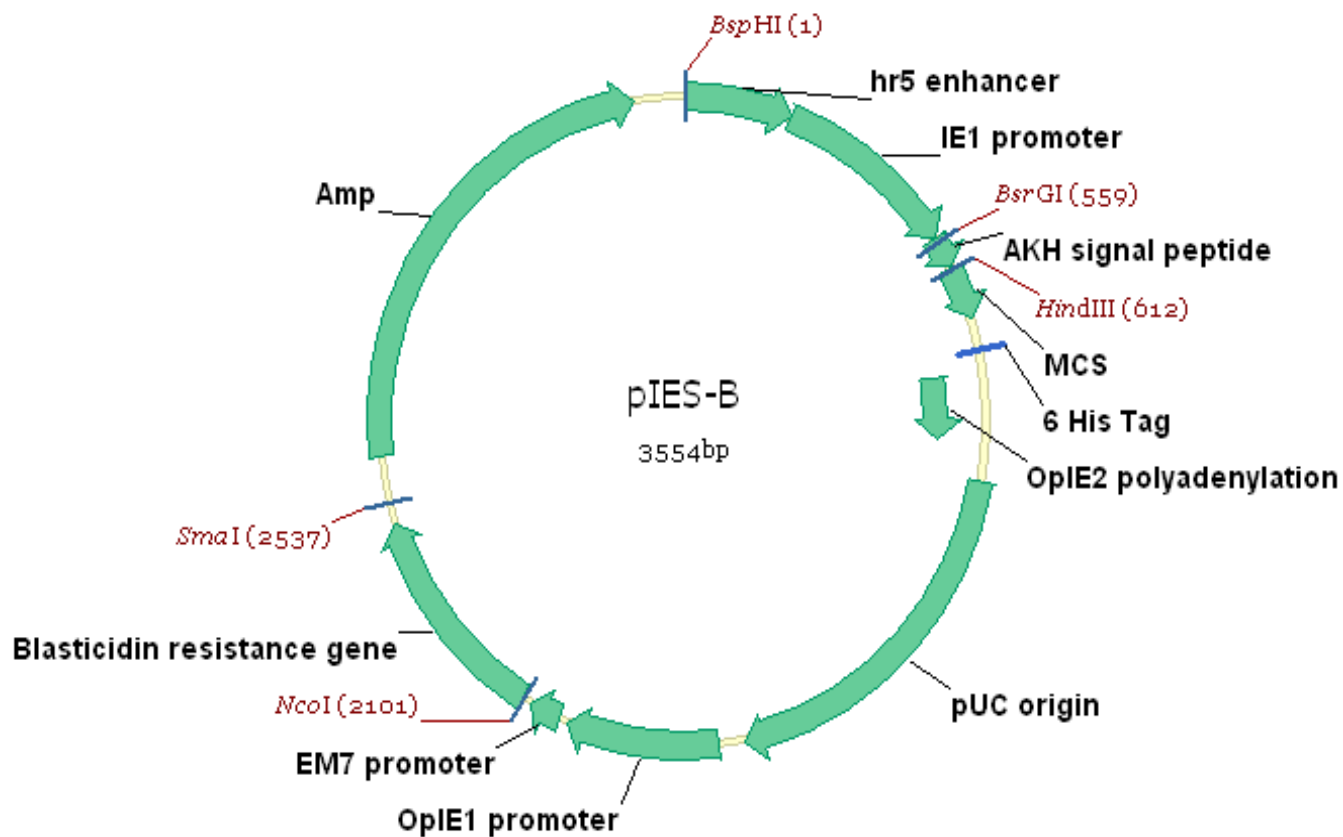 BspHI (1)
hr5 enhancer
IE1 promoter
BsrGI (559)
AKH signal peptide
HindIII (612)
MCS
6 His Tag
OpIE2 polyadenylation
pUC origin
OpIE1 promoter
EM7 promoter
NcoI (2101)
Blasticidin resistance gene
SmaI (2537)
Amp
pIES-B
3554bp